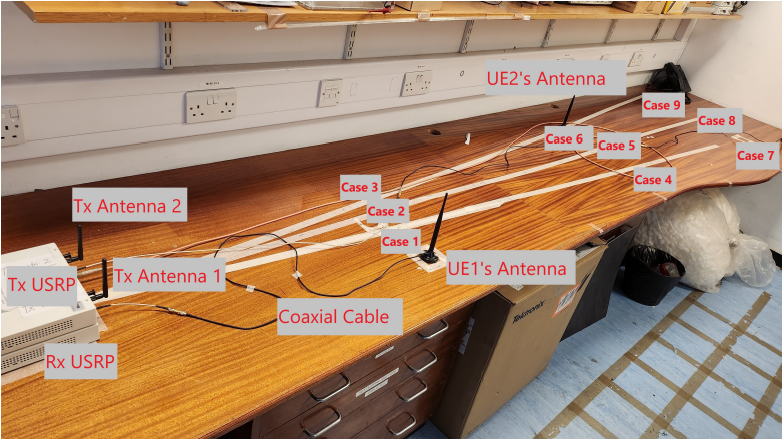 UE2's Antenna
Case 9
Case 8
Case 6
Case 5
Case 7
Case 4
Case 3
Case 2
Case 1
Tx Antenna 2
Tx Antenna 1
UE1's Antenna
Tx USRP
Coaxial Cable
Rx USRP
Tektronix